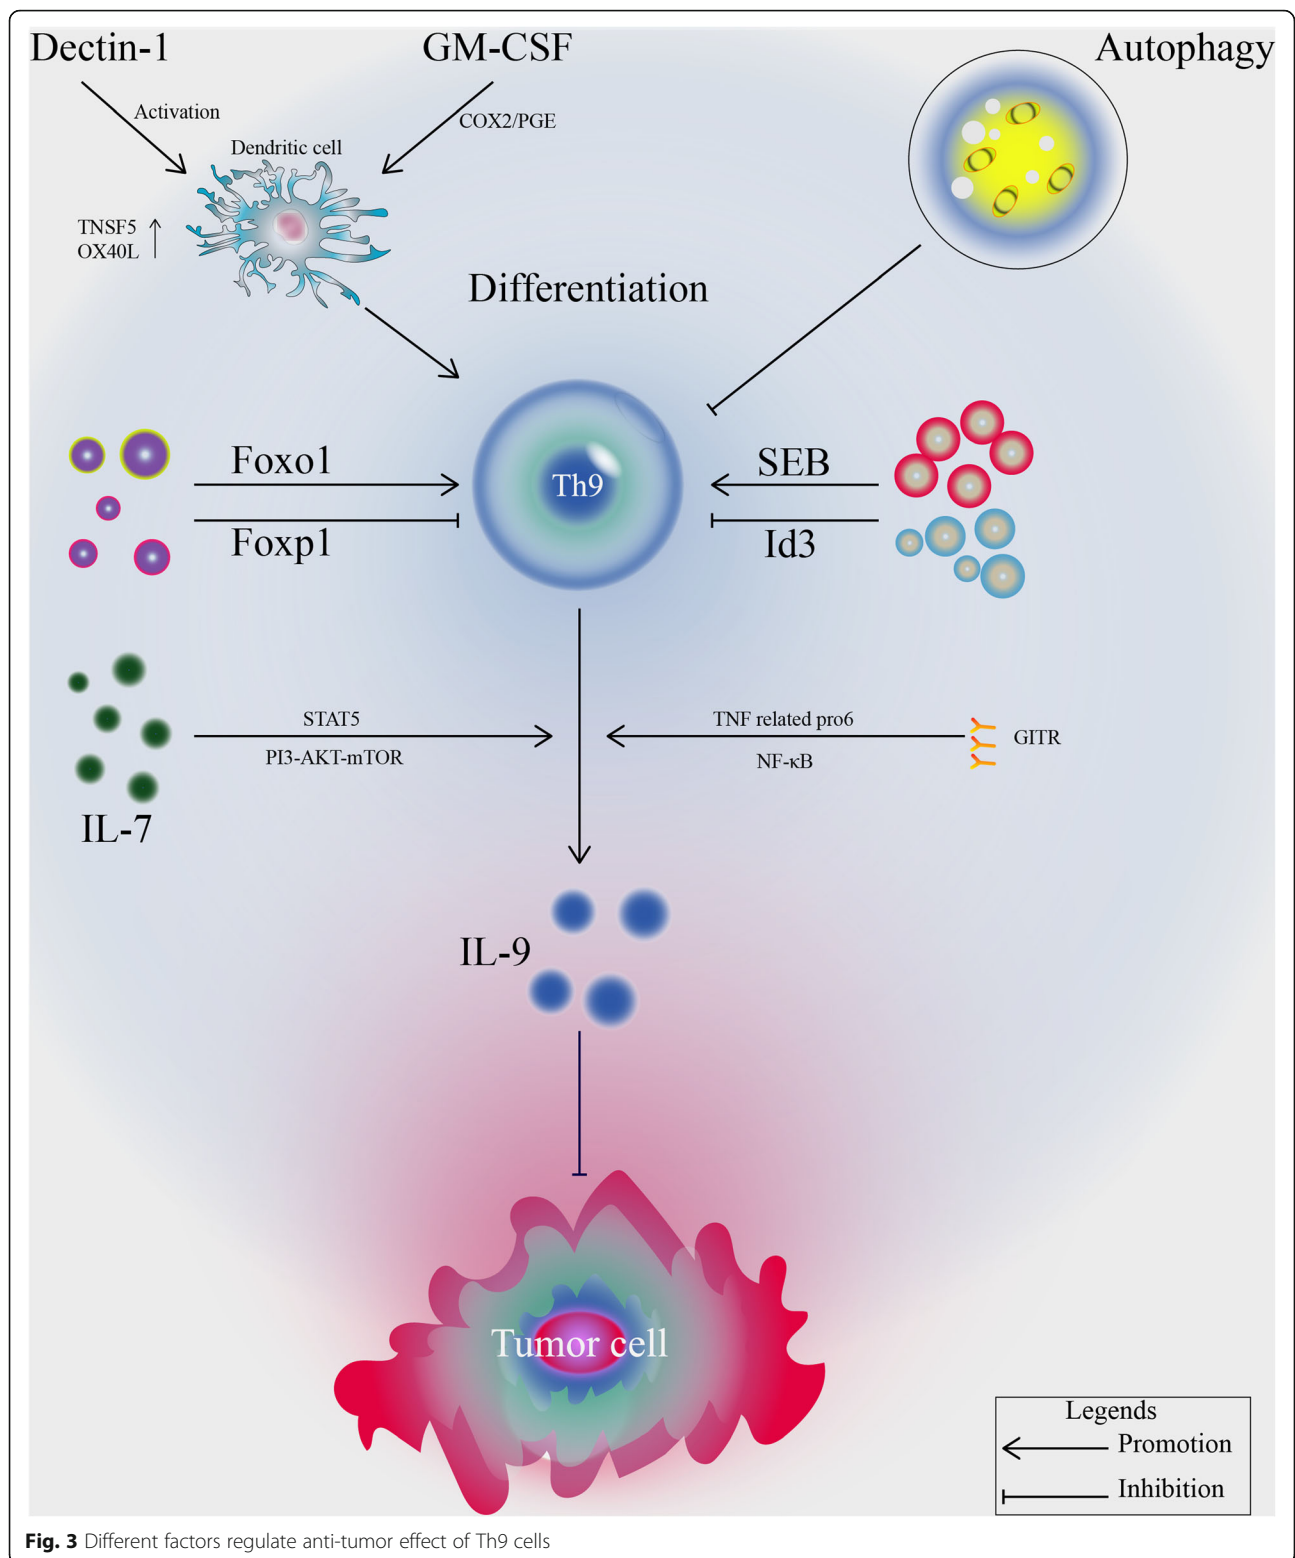 Dectin-1
GM-CSF
Autophagy
Activation
COX2/PGE
Dendritic cell
TNSF5
OX40L
Differentiation
Foxo1
Th9
SEB
Foxp1
Id3
STAT5
TNF related pro6
GITR
PI3-AKT-mTOR
NF-κB
IL-7
IL-9
Tumor cell
Legends
Promotion
Inhibition
Fig. 3 Different factors regulate anti-tumor effect of Th9 cells